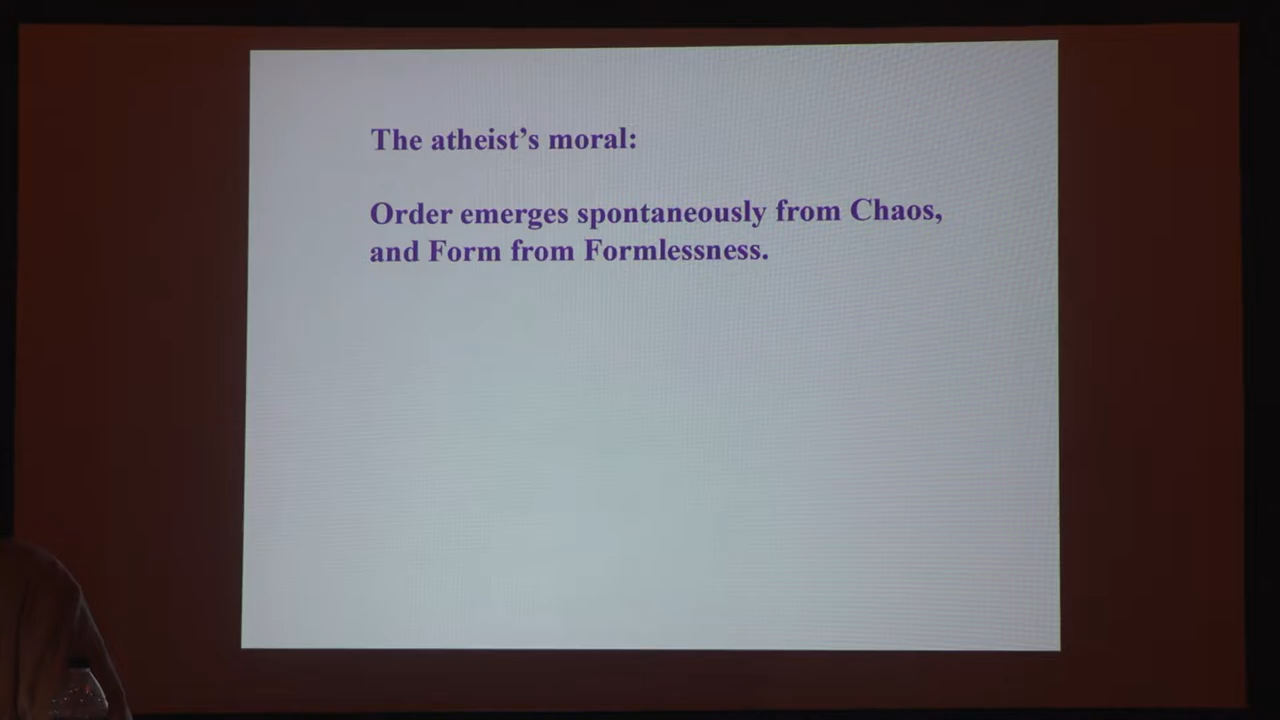 The atheist’s moral:
Order emerges spontaneously from Chaos,
and Form from Formlessness.